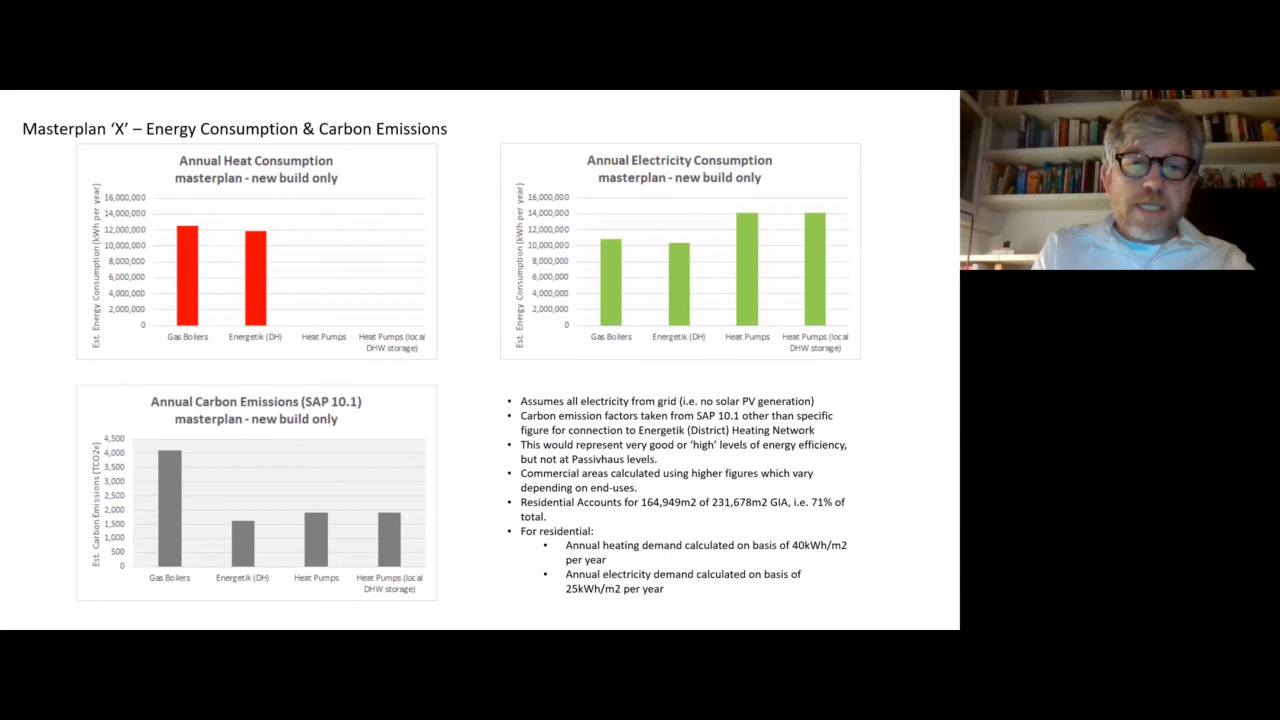 Masterplan ‘X’ – Energy Consumption & Carbon Emissions
Annual Heat Consumption
masterplan - new build only
Est. Energy Consumption (kWh per year)
16,000,000
14,000,000
12,000,000
10,000,000
8,000,000
6,000,000
4,000,000
2,000,000
0
Gas Boilers
Energetik (DH)
Heat Pumps
Heat Pumps (local
DHW storage)
Annual Electricity Consumption
masterplan - new build only
Est. Energy Consumption (kWh per year)
16,000,000
14,000,000
12,000,000
10,000,000
8,000,000
6,000,000
4,000,000
2,000,000
0
Gas Boilers
Energetik (DH)
Heat Pumps
Heat Pumps (local
DHW storage)
Annual Carbon Emissions (SAP 10.1)
masterplan - new build only
Est. Carbon Emissions (TCO2e)
4,500
4,000
3,500
3,000
2,500
2,000
1,500
1,000
500
0
Gas Boilers
Energetik (DH)
Heat Pumps
Heat Pumps (local
DHW storage)
• Assumes all electricity from grid (i.e. no solar PV generation)
• Carbon emission factors taken from SAP 10.1 other than specific
figure for connection to Energetik (District) Heating Network
• This would represent very good or ‘high’ levels of energy efficiency,
but not at Passivhaus levels.
• Commercial areas calculated using higher figures which vary
depending on end-uses.
• Residential Accounts for 164,949m2 of 231,678m2 GIA, i.e. 71% of
total.
• For residential:
• Annual heating demand calculated on basis of 40kWh/m2
per year
• Annual electricity demand calculated on basis of
25kWh/m2 per year